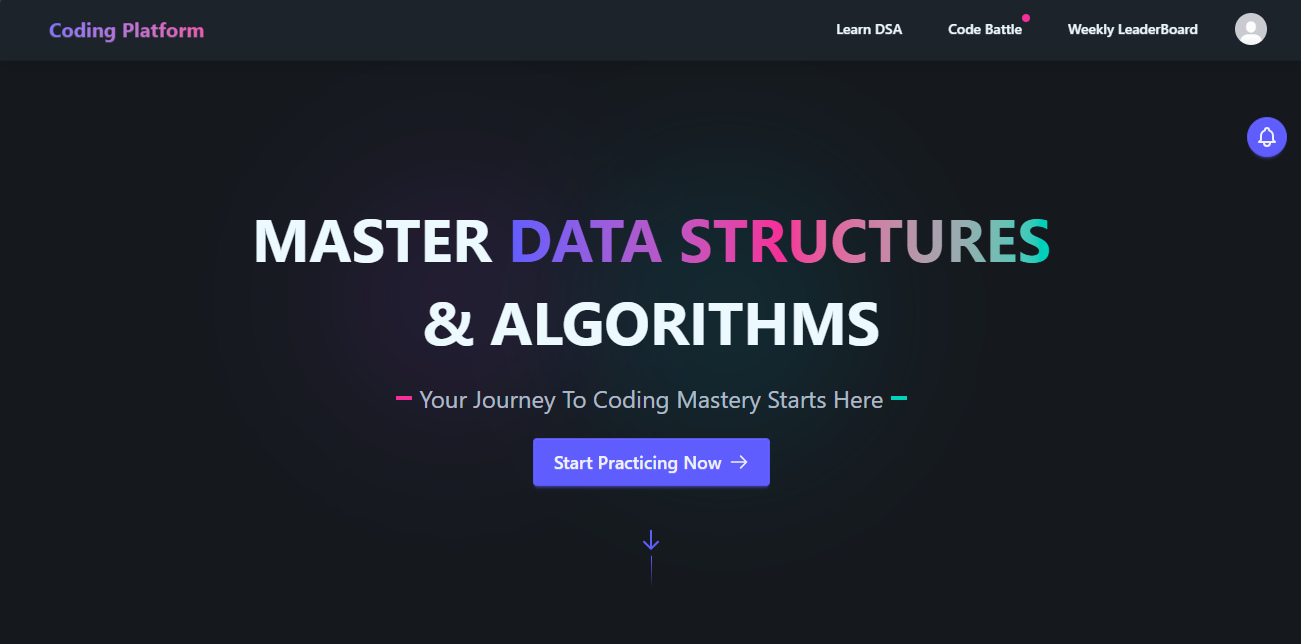 Coding Platform
Learn DSA
Code Battle
Weekly LeaderBoard
MASTER DATA STRUCTURES
& ALGORITHMS
Your Journey To Coding Mastery Starts Here
Start Practicing Now